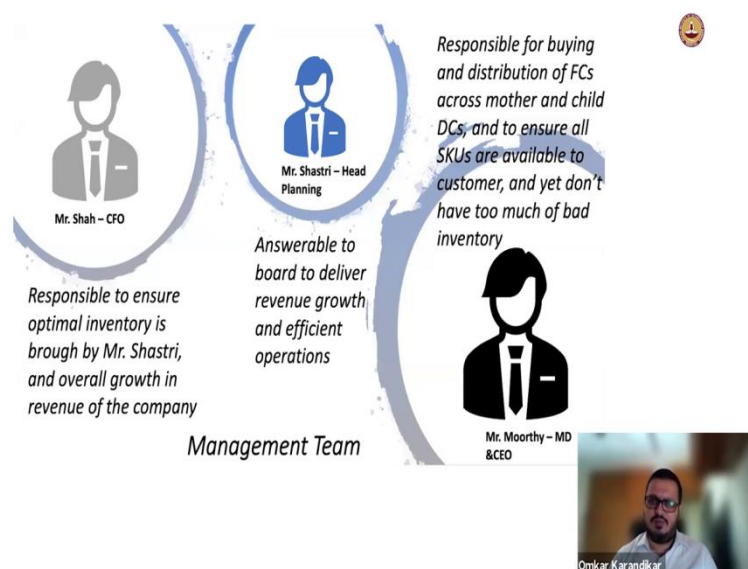 Mr. Shah – CFO
Responsible to ensure
optimal inventory is
brough by Mr. Shastri,
and overall growth in
revenue of the company
Mr. Shastri – Head
Planning
Answerable to
board to deliver
revenue growth
and efficient
operations
Responsible for buying
and distribution of FCs
across mother and child
DCs, and to ensure all
SKUs are available to
customer, and yet don't
have too much of bad
inventory
Mr. Moorthy – MD
&CEO
Management Team
Omkar Karandikar